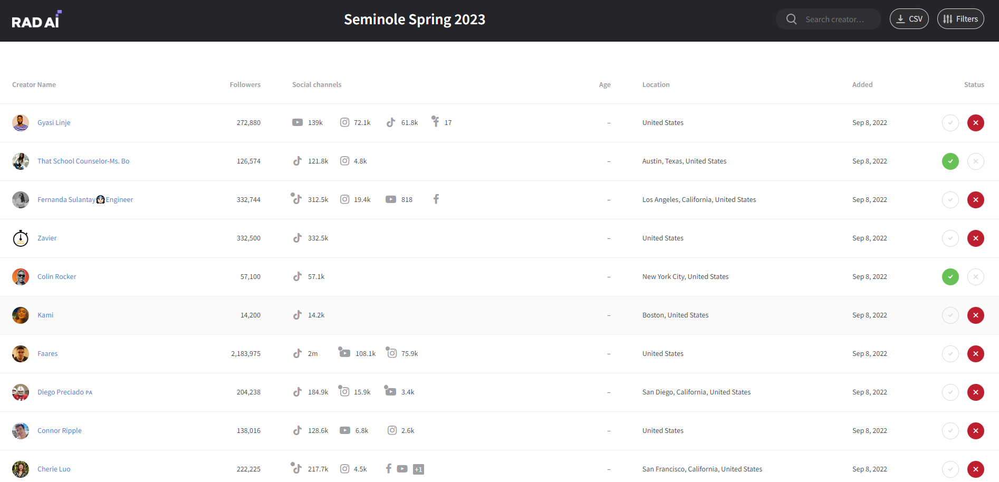 RAD AI
Seminole Spring 2023
Search creator...
CSV
Filters
Creator Name Followers Social channels Age Location Added Status
Gyasi Linje 272,880 139k 72.1k 61.8k 17 – United States Sep 8, 2022
That School Counselor-Ms. Bo 126,574 121.8k 4.8k – Austin, Texas, United States Sep 8, 2022
Fernanda Sulantay👩🏻‍🚀Engineer 332,744 312.5k 19.4k 818 – Los Angeles, California, United States Sep 8, 2022
Zavier 332,500 332.5k – United States Sep 8, 2022
Colin Rocker 57,100 57.1k – New York City, United States Sep 8, 2022
Kami 14,200 14.2k – Boston, United States Sep 8, 2022
Faares 2,183,975 2m 108.1k 75.9k – United States Sep 8, 2022
Diego Preciado ᴘᴀ 204,238 184.9k 15.9k 3.4k – San Diego, California, United States Sep 8, 2022
Connor Ripple 138,016 128.6k 6.8k 2.6k – United States Sep 8, 2022
Cherie Luo 222,225 217.7k 4.5k +1 – San Francisco, California, United States Sep 8, 2022